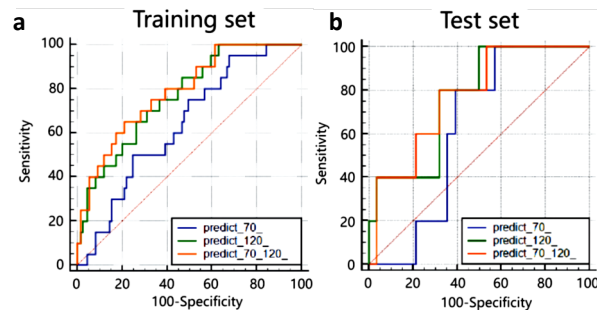 a
Training set
100
80
60
40
20
0
Sensitivity
0 20 40 60 80 100
100-Specificity
predict_70_
predict_120_
predict_70_120_
b
Test set
100
80
60
40
20
0
Sensitivity
0 20 40 60 80 100
100-Specificity
predict_70_
predict_120_
predict_70_120_